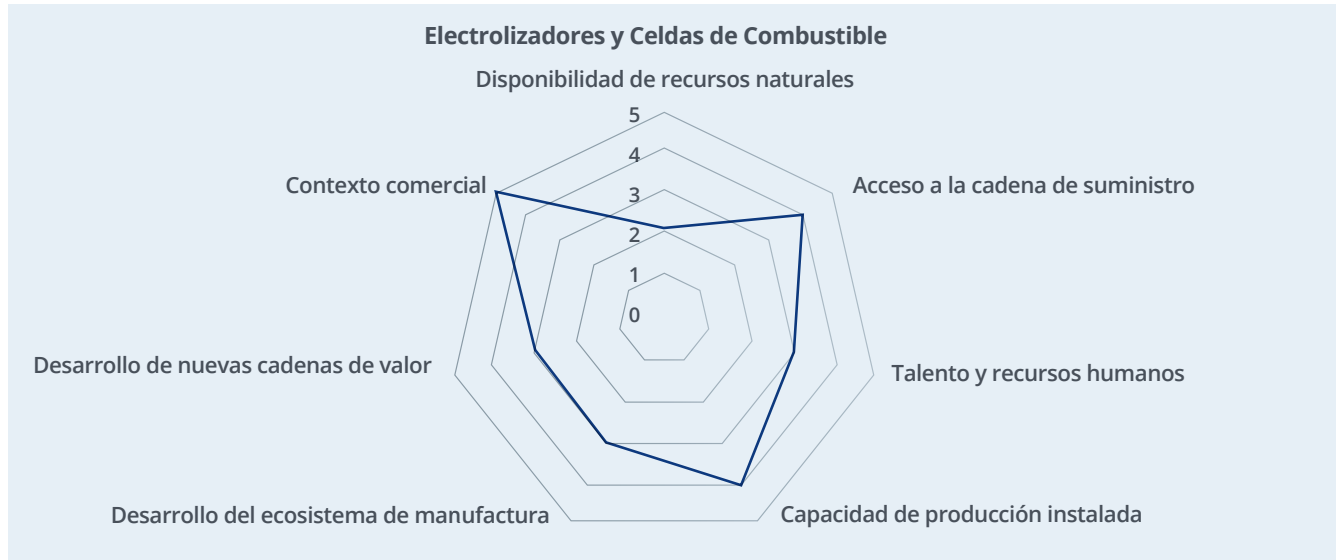 Electrolizadores y Celdas de Combustible
Disponibilidad de recursos naturales
5
4
3
2
1
0
Contexto comercial
Acceso a la cadena de suministro
Desarrollo de nuevas cadenas de valor
Talento y recursos humanos
Desarrollo del ecosistema de manufactura
Capacidad de producción instalada